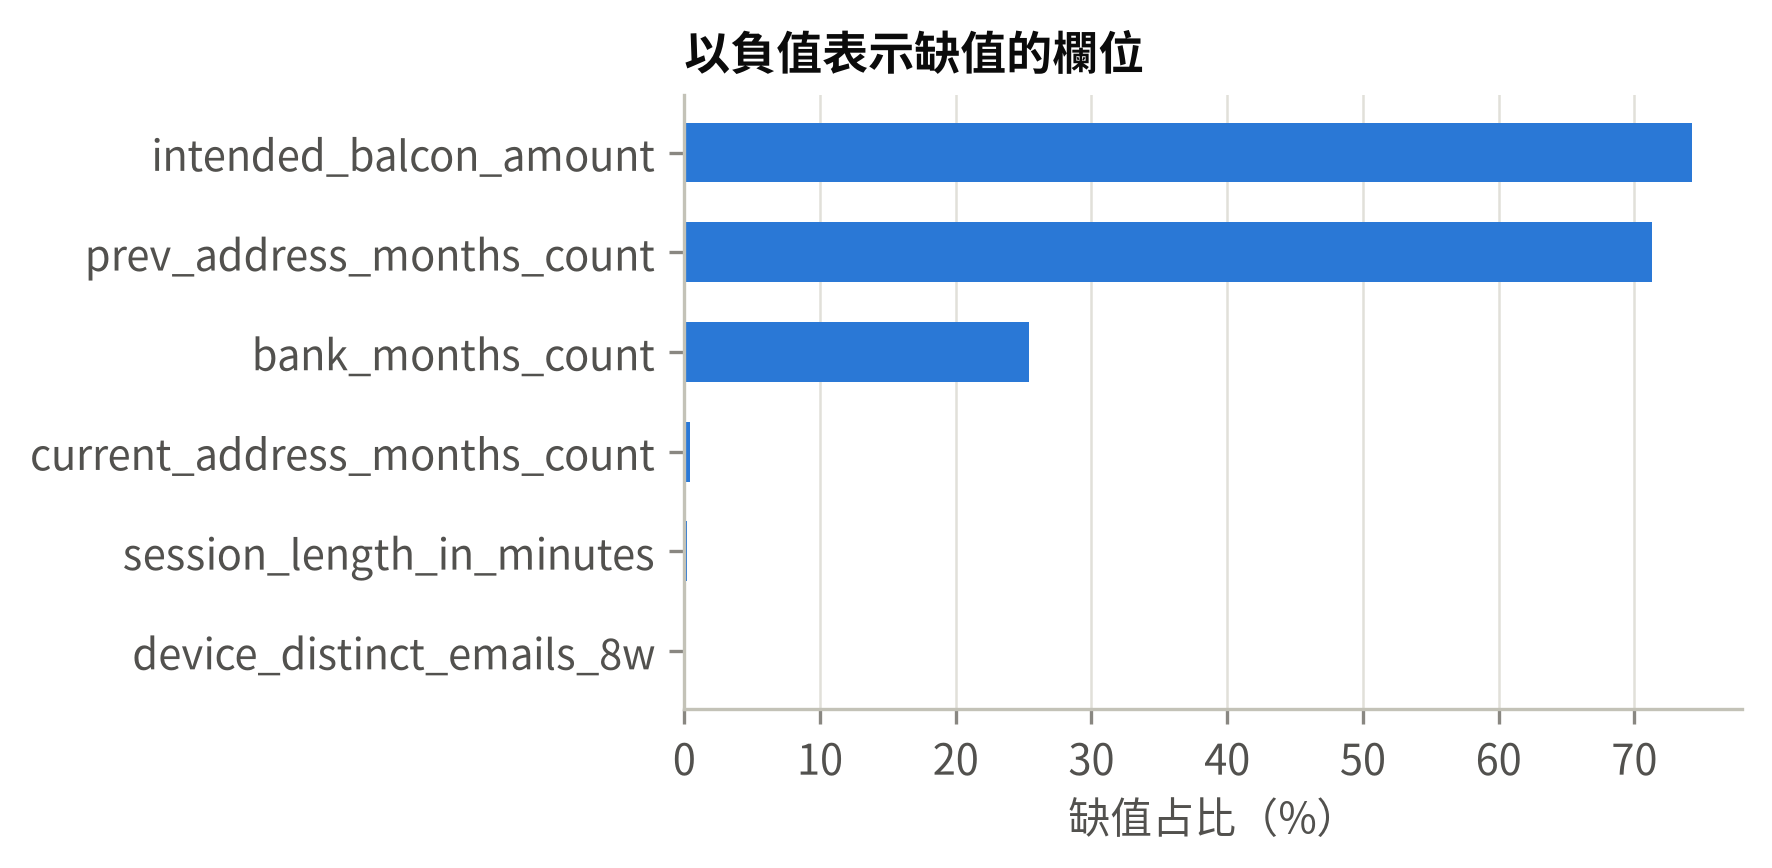 以負值表示缺值的欄位
intended_balcon_amount
prev_address_months_count
bank_months_count
current_address_months_count
session_length_in_minutes
device_distinct_emails_8w
0 10 20 30 40 50 60 70
缺值占比（%）